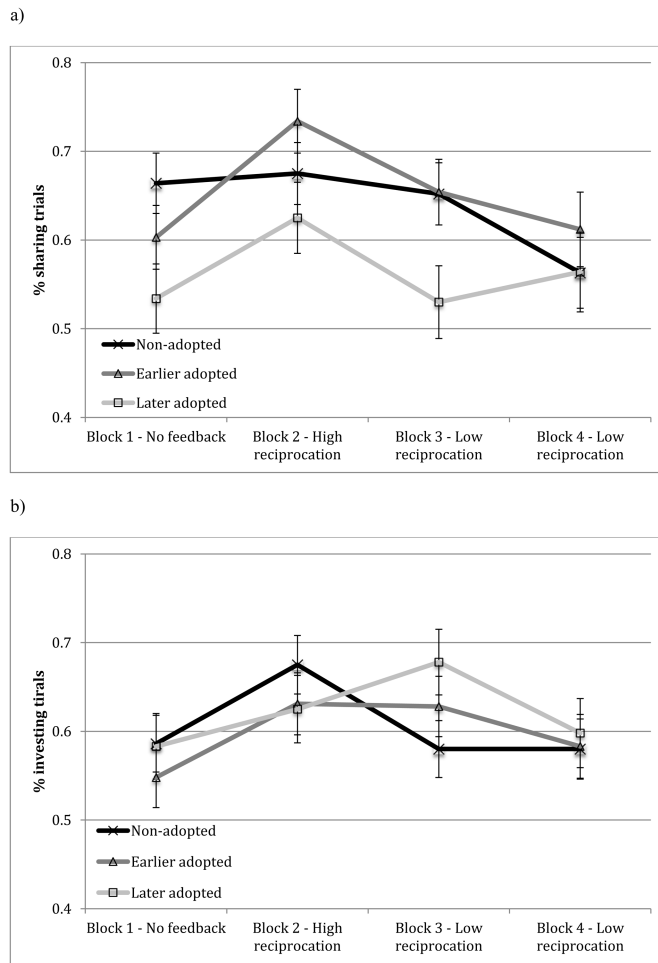 a)
0.8
0.7
0.6
0.5
0.4
% sharing trials
Non-adopted
Earlier adopted
Later adopted
Block 1 - No feedback
Block 2 - High
reciprocation
Block 3 - Low
reciprocation
Block 4 - Low
reciprocation
b)
0.8
0.7
0.6
0.5
0.4
% investing tirals
Non-adopted
Earlier adopted
Later adopted
Block 1 - No feedback
Block 2 - High
reciprocation
Block 3 - Low
reciprocation
Block 4 - Low
reciprocation